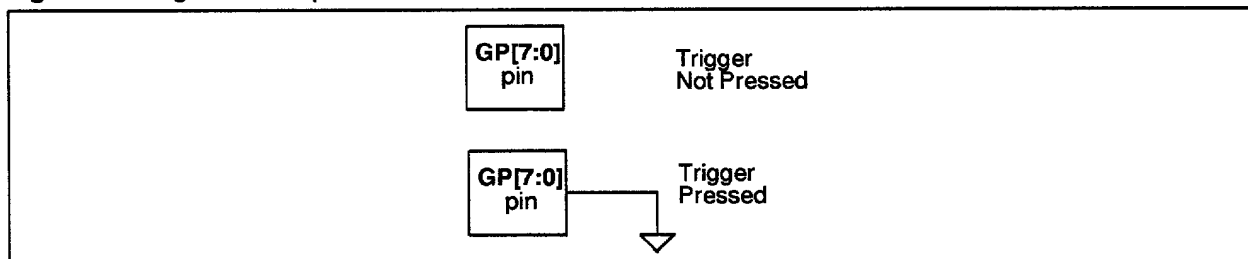 GP[7:0]
pin
Trigger
Not Pressed
GP[7:0]
pin
Trigger
Pressed